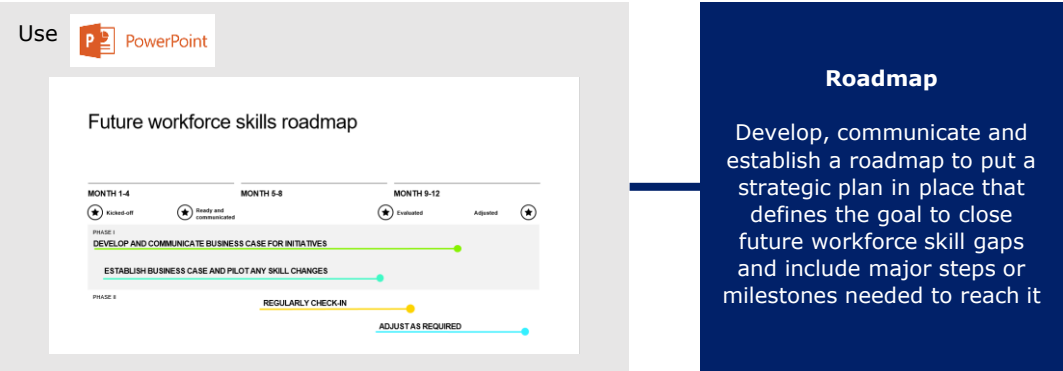 Use
PowerPoint
Future workforce skills roadmap
MONTH 1-4 MONTH 5-8 MONTH 9-12
Kicked-off Ready and communicated Evaluated Adjusted
PHASE I
DEVELOP AND COMMUNICATE BUSINESS CASE FOR INITIATIVES
ESTABLISH BUSINESS CASE AND PILOT ANY SKILL CHANGES
PHASE II
REGULARLY CHECK-IN
ADJUST AS REQUIRED
Roadmap
Develop, communicate and
establish a roadmap to put a
strategic plan in place that
defines the goal to close
future workforce skill gaps
and include major steps or
milestones needed to reach it